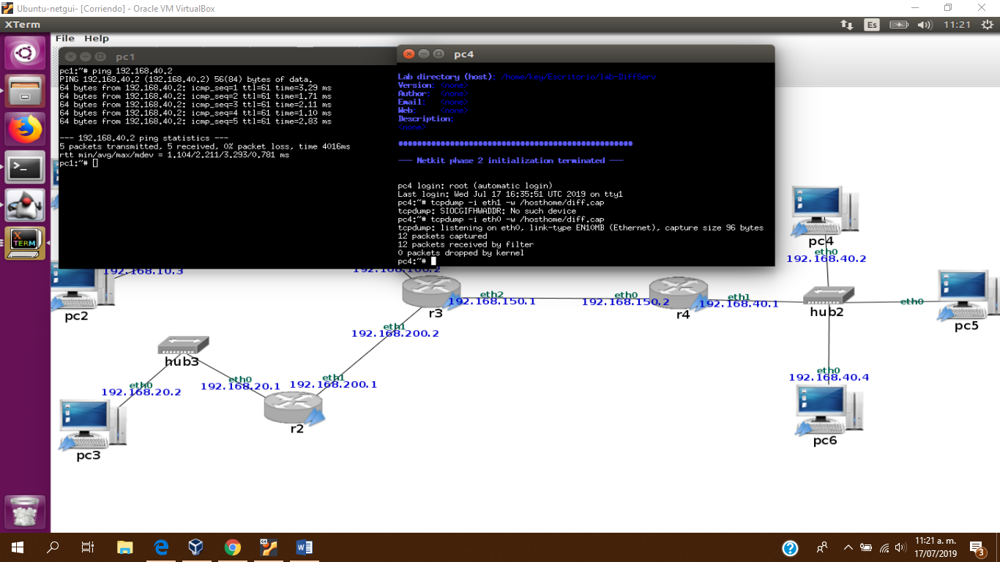 Ubuntu-netgui- [Corriendo] - Oracle VM VirtualBox
XTerm
Es
11:21
File Help
pc1
pc1:~# ping 192.168.40.2
PING 192.168.40.2 (192.168.40.2) 56(84) bytes of data.
64 bytes from 192.168.40.2: icmp_seq=1 ttl=61 time=3.29 ms
64 bytes from 192.168.40.2: icmp_seq=2 ttl=61 time=1.71 ms
64 bytes from 192.168.40.2: icmp_seq=3 ttl=61 time=2.11 ms
64 bytes from 192.168.40.2: icmp_seq=4 ttl=61 time=1.10 ms
64 bytes from 192.168.40.2: icmp_seq=5 ttl=61 time=2.83 ms
--- 192.168.40.2 ping statistics ---
5 packets transmitted, 5 received, 0% packet loss, time 4016ms
rtt min/avg/max/mdev = 1.104/2.211/3.293/0.781 ms
pc1:~#
pc4
Lab directory (host): /home/key/Escritorio/lab-DiffServ
Version: <none>
Author: <none>
Email: <none>
Web: <none>
Description:
<none>
--- Netkit phase 2 initialization terminated ---
pc4 login: root (automatic login)
Last login: Wed Jul 17 16:35:51 UTC 2019 on tty1
pc4:~# tcpdump -i eth1 -w /hosthome/diff.cap
tcpdump: SIOCGIFHWADDR: No such device
pc4:~# tcpdump -i eth0 -w /hosthome/diff.cap
tcpdump: listening on eth0, link-type EN10MB (Ethernet), capture size 96 bytes
12 packets captured
12 packets received by filter
0 packets dropped by kernel
pc4:~#
X TERM
pc4
eth0
192.168.40.2
192.168.10.3
192.168.100.2
pc2
r3
eth2
192.168.150.1
eth0
192.168.150.2
r4
eth1
192.168.40.1
hub2
eth0
pc5
eth1
192.168.200.2
hub3
eth0
192.168.20.2
eth0
192.168.20.1
eth1
192.168.200.1
r2
pc3
eth0
192.168.40.4
pc6
64
11:21 a. m.
17/07/2019
3